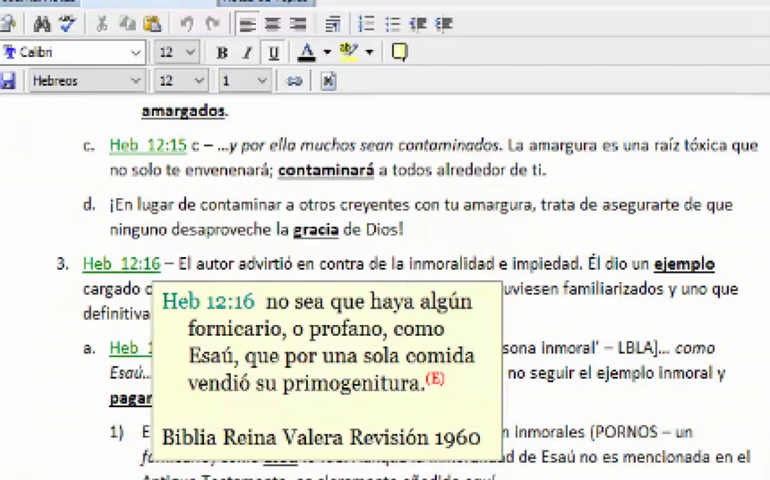 Calibri 12 B I U A
Hebreos 12 1
amargados.
c. Heb 12:15 c – …y por ella muchos sean contaminados. La amargura es una raíz tóxica que
no solo te envenenará; contaminará a todos alrededor de ti.
d. ¡En lugar de contaminar a otros creyentes con tu amargura, trata de asegurarte de que
ninguno desaproveche la gracia de Dios!
3. Heb 12:16 – El autor advirtió en contra de la inmoralidad e impiedad. Él dio un ejemplo
cargado
uviesen familiarizados y uno que
definitiva
Heb 12:16 no sea que haya algún
fornicario, o profano, como
Esaú, que por una sola comida
vendió su primogenitura.(E)
Biblia Reina Valera Revisión 1960
a. Heb 1
sona inmoral’ – LBLA]… como
Esaú…
no seguir el ejemplo inmoral y
pagar
1) E
n inmorales (PORNOS – un
d de Esaú no es mencionada en el